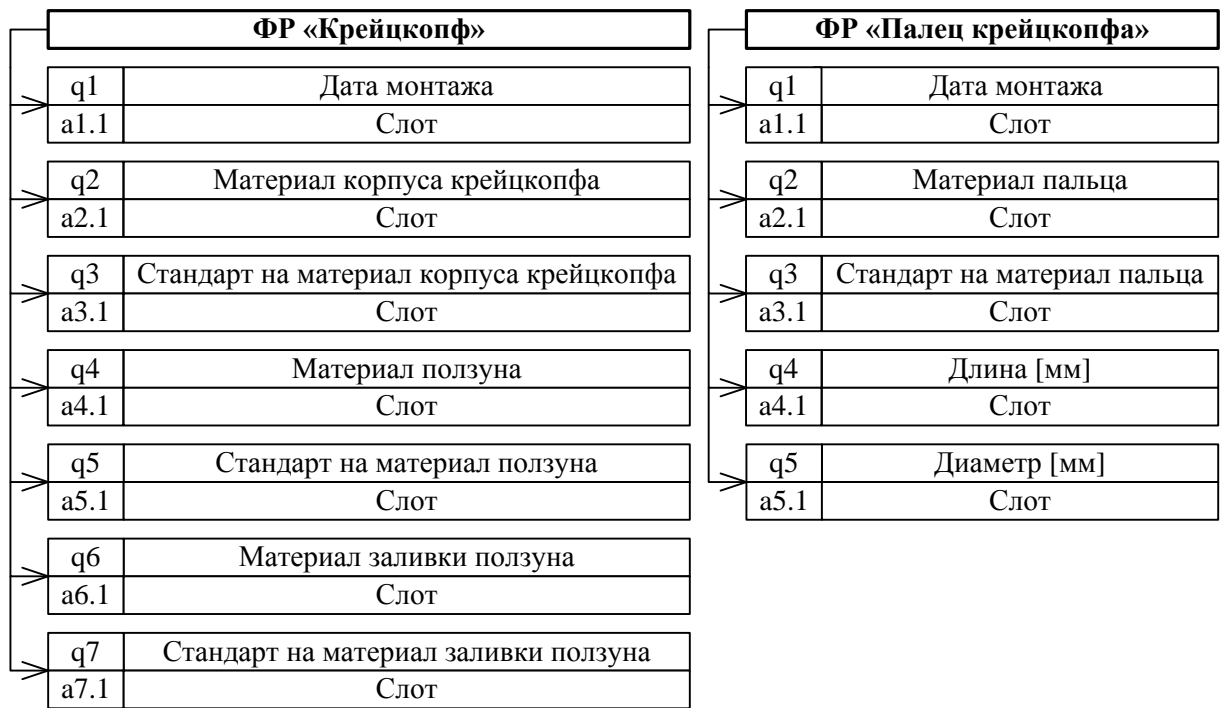 ФР «Крейцкопф»
q1 Дата монтажа
a1.1 Слот
q2 Материал корпуса крейцкопфа
a2.1 Слот
q3 Стандарт на материал корпуса крейцкопфа
a3.1 Слот
q4 Материал ползуна
a4.1 Слот
q5 Стандарт на материал ползуна
a5.1 Слот
q6 Материал заливки ползуна
a6.1 Слот
q7 Стандарт на материал заливки ползуна
a7.1 Слот
ФР «Палец крейцкопфа»
q1 Дата монтажа
a1.1 Слот
q2 Материал пальца
a2.1 Слот
q3 Стандарт на материал пальца
a3.1 Слот
q4 Длина [мм]
a4.1 Слот
q5 Диаметр [мм]
a5.1 Слот